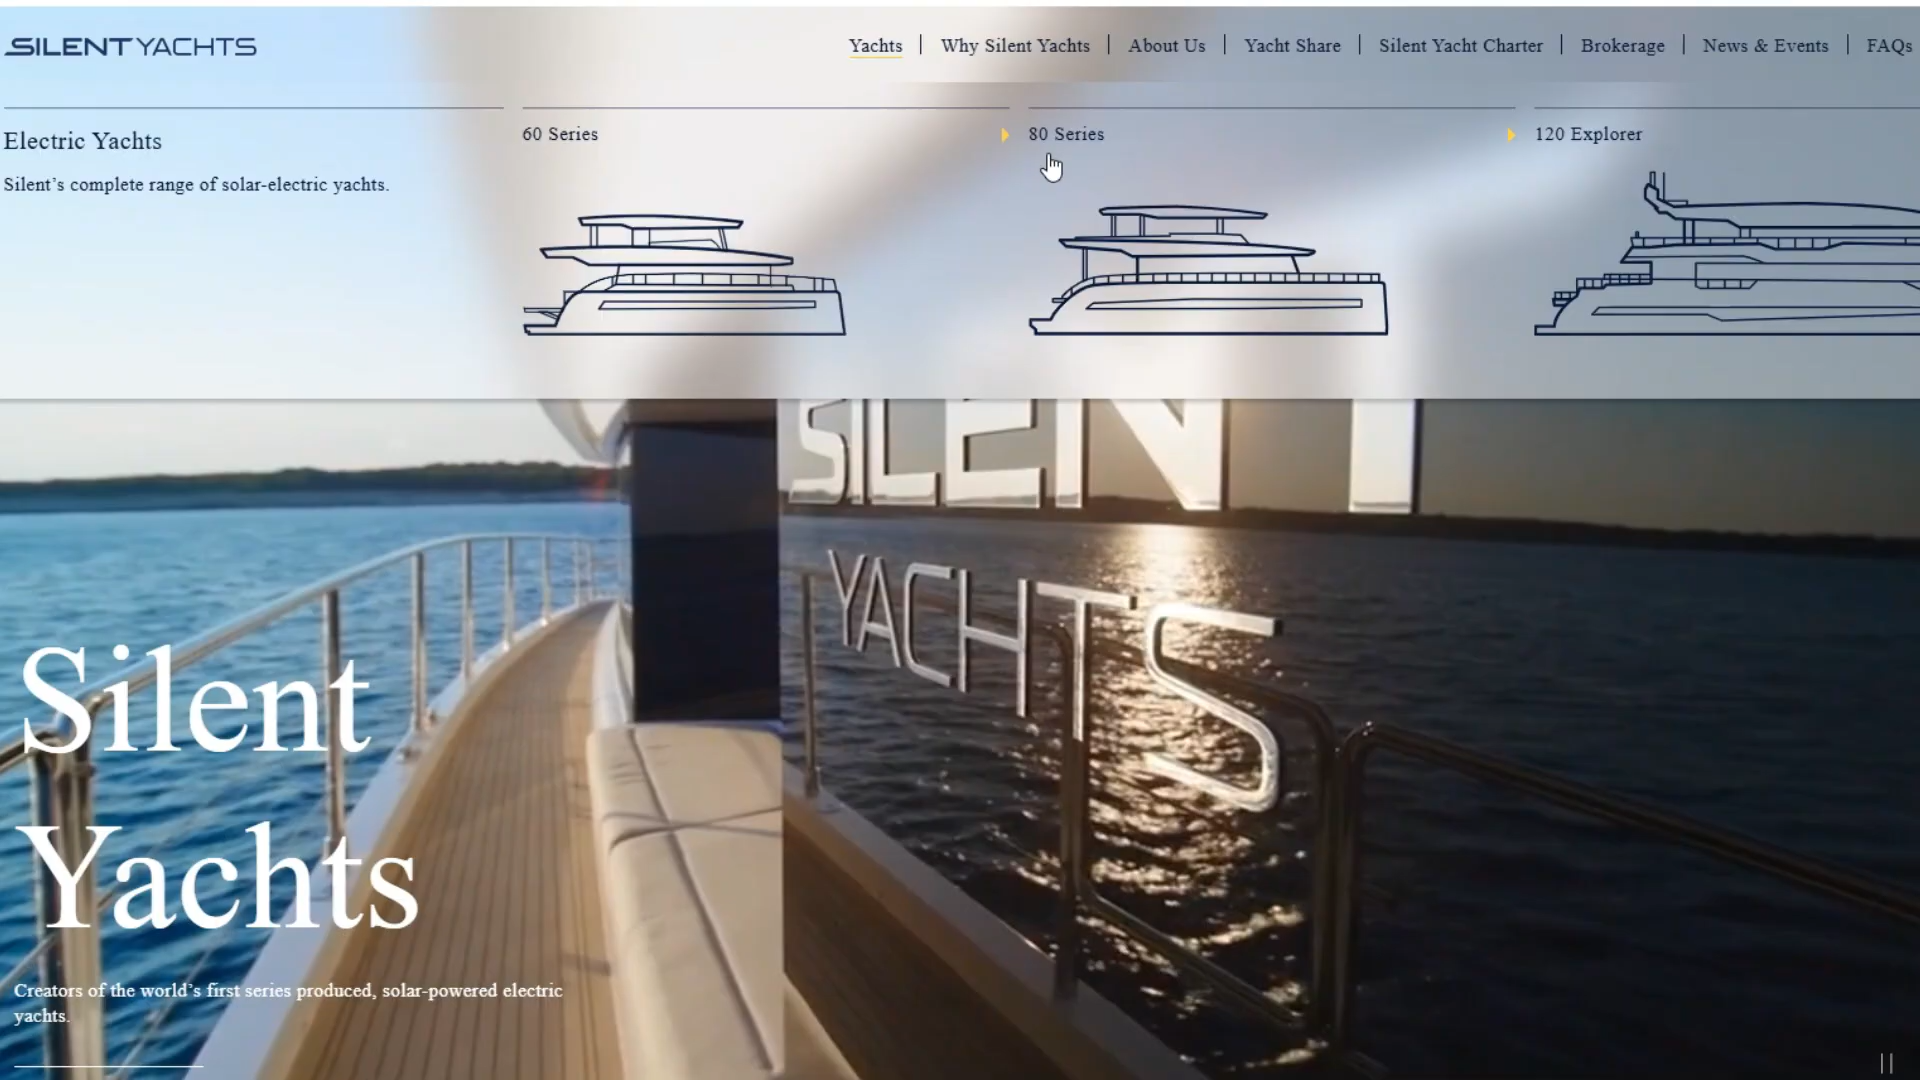 SILENT YACHTS
Yachts
Why Silent Yachts
About Us
Yacht Share
Silent Yacht Charter
Brokerage
News & Events
FAQs
Electric Yachts
Silent’s complete range of solar-electric yachts.
60 Series
80 Series
120 Explorer
SILENT
YACHTS
Silent
Yachts
Creators of the world’s first series produced, solar-powered electric
yachts.